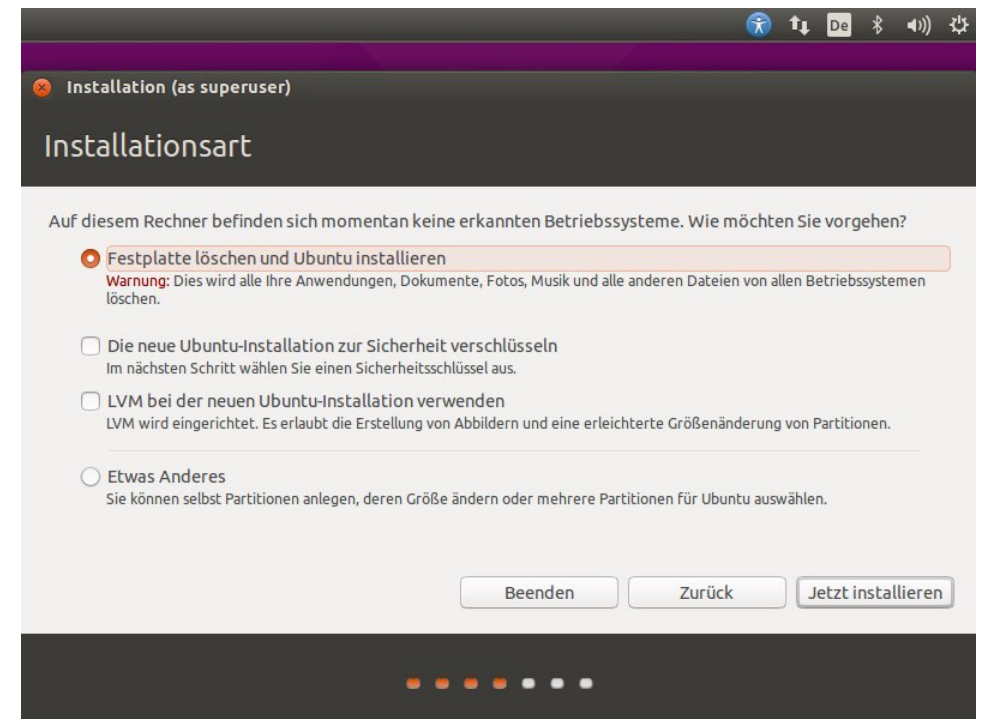 De
Installation (as superuser)
Installationsart
Auf diesem Rechner befinden sich momentan keine erkannten Betriebssysteme. Wie möchten Sie vorgehen?
Festplatte löschen und Ubuntu installieren
Warnung: Dies wird alle Ihre Anwendungen, Dokumente, Fotos, Musik und alle anderen Dateien von allen Betriebssystemen
löschen.
Die neue Ubuntu-Installation zur Sicherheit verschlüsseln
Im nächsten Schritt wählen Sie einen Sicherheitsschlüssel aus.
LVM bei der neuen Ubuntu-Installation verwenden
LVM wird eingerichtet. Es erlaubt die Erstellung von Abbildern und eine erleichterte Größenänderung von Partitionen.
Etwas Anderes
Sie können selbst Partitionen anlegen, deren Größe ändern oder mehrere Partitionen für Ubuntu auswählen.
Beenden Zurück Jetzt installieren